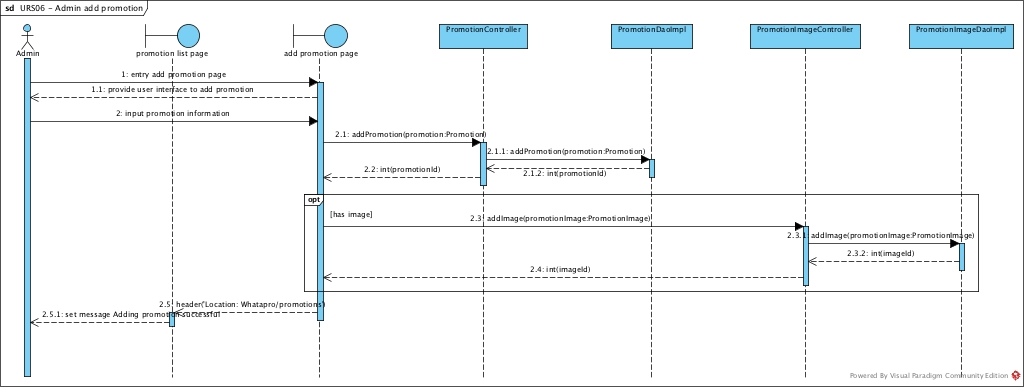 sd URS06 - Admin add promotion
Admin
promotion list page
add promotion page
PromotionController
PromotionDaoImpl
PromotionImageController
PromotionImageDaoImpl
1: entry add promotion page
1.1: provide user interface to add promotion
2: input promotion information
2.1: addPromotion(promotion:Promotion)
2.1.1: addPromotion(promotion:Promotion)
2.1.2: int(promotionId)
2.2: int(promotionId)
opt
[has image]
2.3: addImage(promotionImage:PromotionImage)
2.3.1: addImage(promotionImage:PromotionImage)
2.3.2: int(imageId)
2.4: int(imageId)
2.5: header('Location: Whatapro/promotions')
2.5.1: set message Adding promotion successful
Powered By Visual Paradigm Community Edition